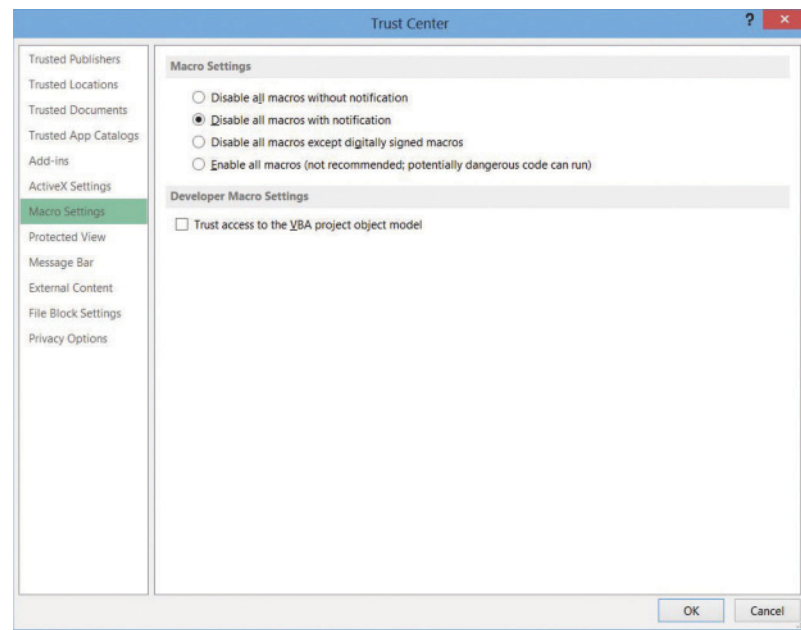 Trust Center
?
Trusted Publishers
Trusted Locations
Trusted Documents
Trusted App Catalogs
Add-ins
ActiveX Settings
Macro Settings
Protected View
Message Bar
External Content
File Block Settings
Privacy Options
Macro Settings
Disable all macros without notification
Disable all macros with notification
Disable all macros except digitally signed macros
Enable all macros (not recommended; potentially dangerous code can run)
Developer Macro Settings
Trust access to the VBA project object model
OK
Cancel